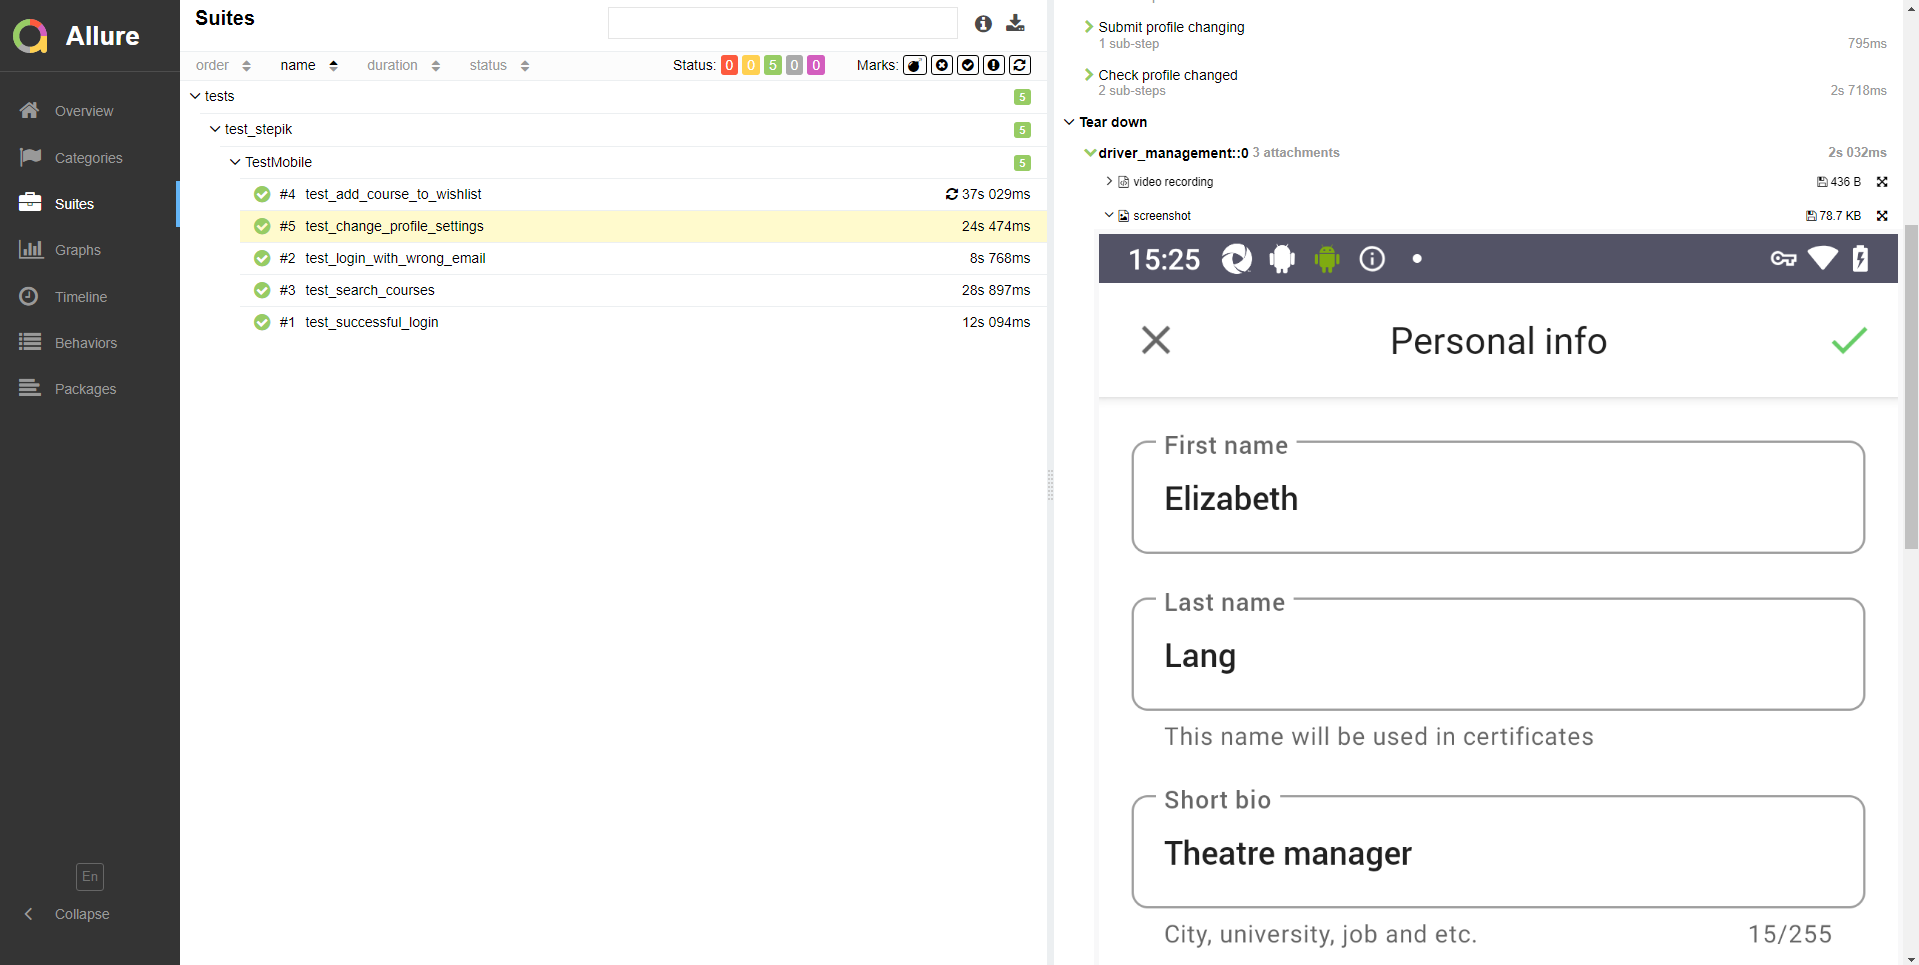 Allure
Overview
Categories
Suites
Graphs
Timeline
Behaviors
Packages
En
Collapse
Suites
order name duration status Status: 0 0 5 0 0 Marks:
tests 5
test_stepik 5
TestMobile 5
#4 test_add_course_to_wishlist 37s 029ms
#5 test_change_profile_settings 24s 474ms
#2 test_login_with_wrong_email 8s 768ms
#3 test_search_courses 28s 897ms
#1 test_successful_login 12s 094ms
Submit profile changing
1 sub-step 795ms
Check profile changed
2 sub-steps 2s 718ms
Tear down
driver_management::0 3 attachments 2s 032ms
video recording 436 B
screenshot 78.7 KB
15:25
Personal info
First name
Elizabeth
Last name
Lang
This name will be used in certificates
Short bio
Theatre manager
City, university, job and etc. 15/255